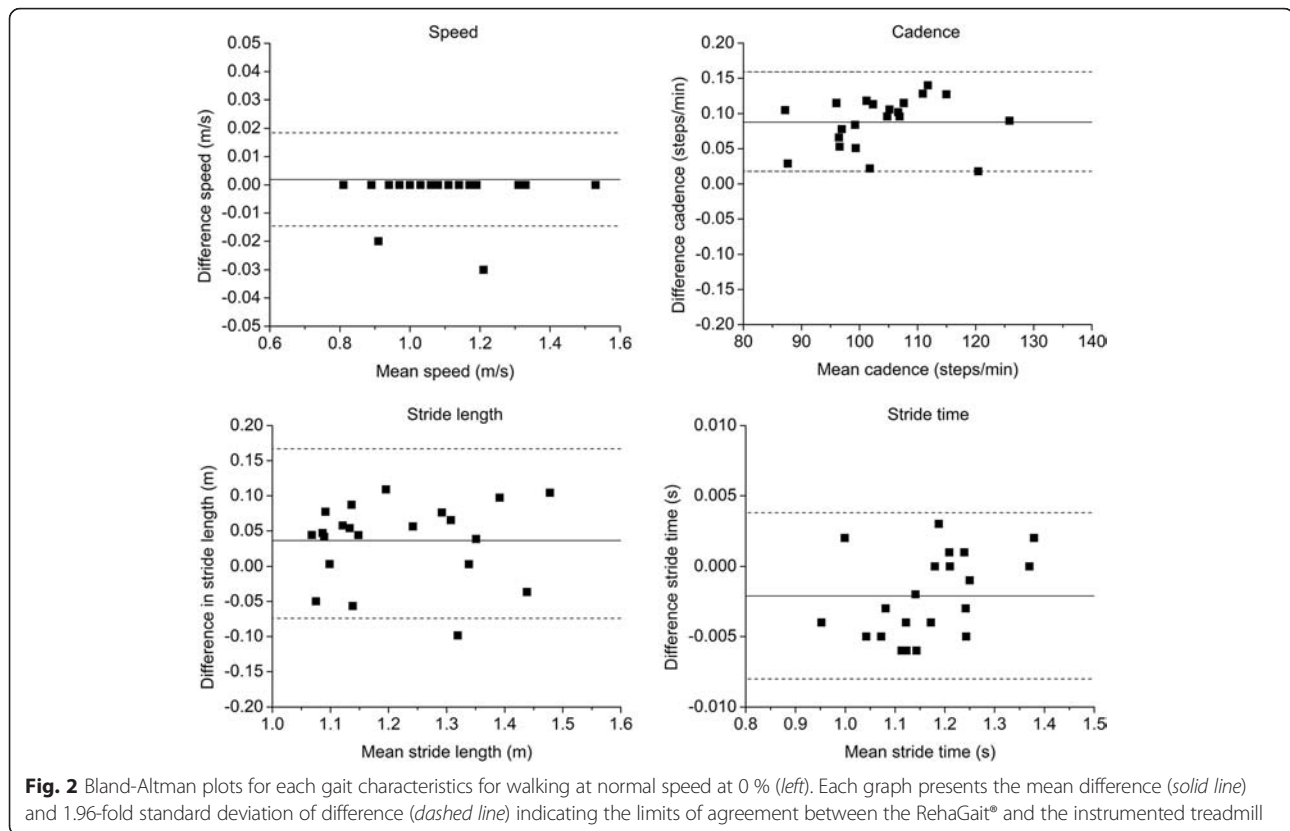 Speed
0.05
0.04
0.03
0.02
0.01
0.00
-0.01
-0.02
-0.03
-0.04
-0.05
Difference speed (m/s)
0.6 0.8 1.0 1.2 1.4 1.6
Mean speed (m/s)
Cadence
0.20
0.15
0.10
0.05
0.00
-0.05
-0.10
-0.15
-0.20
Difference cadence (steps/min)
80 90 100 110 120 130 140
Mean cadence (steps/min)
Stride length
0.20
0.15
0.10
0.05
0.00
-0.05
-0.10
-0.15
-0.20
Difference in stride length (m)
1.0 1.1 1.2 1.3 1.4 1.5 1.6
Mean stride length (m)
Stride time
0.010
0.005
0.000
-0.005
-0.010
Difference stride time (s)
0.8 0.9 1.0 1.1 1.2 1.3 1.4 1.5
Mean stride time (s)
Fig. 2 Bland-Altman plots for each gait characteristics for walking at normal speed at 0 % (left). Each graph presents the mean difference (solid line)
and 1.96-fold standard deviation of difference (dashed line) indicating the limits of agreement between the RehaGait® and the instrumented treadmill